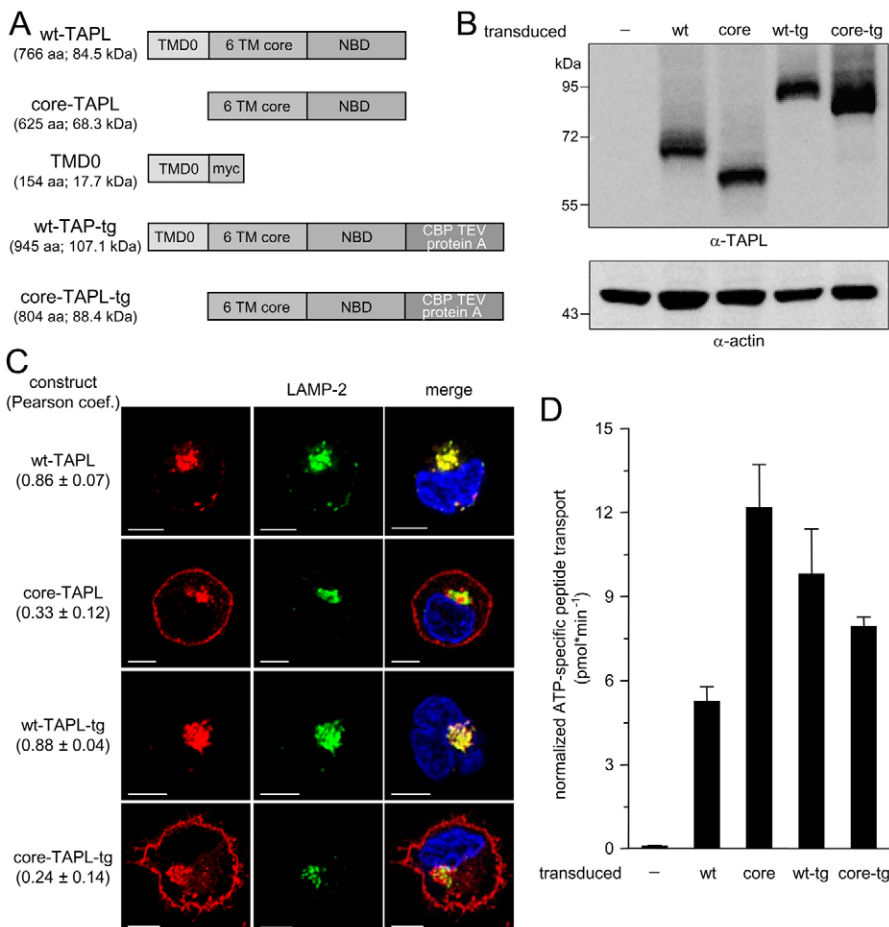 A
wt-TAPL
(766 aa; 84.5 kDa)
TMD0 6 TM core NBD
core-TAPL
(625 aa; 68.3 kDa)
6 TM core NBD
TMD0
(154 aa; 17.7 kDa)
TMD0 myc
wt-TAP-tg
(945 aa; 107.1 kDa)
TMD0 6 TM core NBD CBP TEV
protein A
core-TAPL-tg
(804 aa; 88.4 kDa)
6 TM core NBD CBP TEV
protein A
B
transduced – wt core wt-tg core-tg
kDa
95
72
55
α-TAPL
43
α-actin
C
construct
(Pearson coef.)
LAMP-2 merge
wt-TAPL
(0.86 ± 0.07)
core-TAPL
(0.33 ± 0.12)
wt-TAPL-tg
(0.88 ± 0.04)
core-TAPL-tg
(0.24 ± 0.14)
D
normalized ATP-specific peptide transport
(pmol*min⁻¹)
15
12
9
6
3
0
transduced – wt core wt-tg core-tg